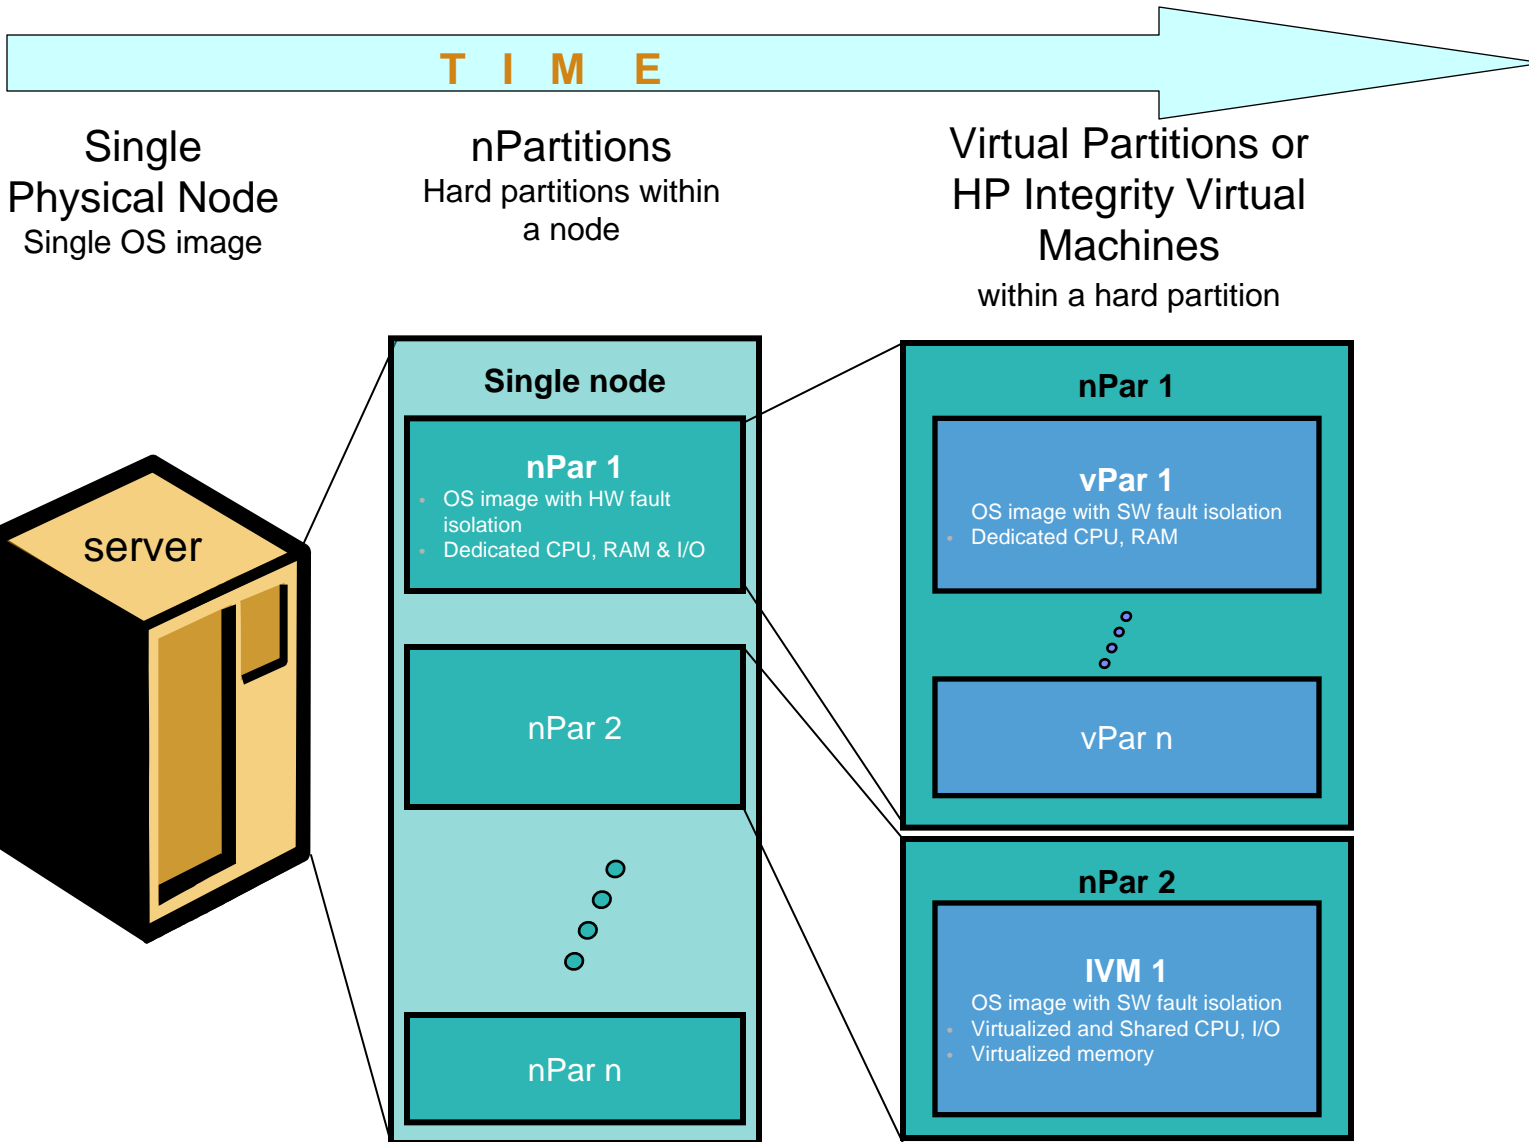 T I M E
Single
Physical Node
Single OS image
nPartitions
Hard partitions within
a node
Virtual Partitions or
HP Integrity Virtual
Machines
within a hard partition
server
Single node
nPar 1
• OS image with HW fault
isolation
• Dedicated CPU, RAM & I/O
nPar 2
nPar n
nPar 1
vPar 1
OS image with SW fault isolation
• Dedicated CPU, RAM
vPar n
nPar 2
IVM 1
OS image with SW fault isolation
• Virtualized and Shared CPU, I/O
• Virtualized memory